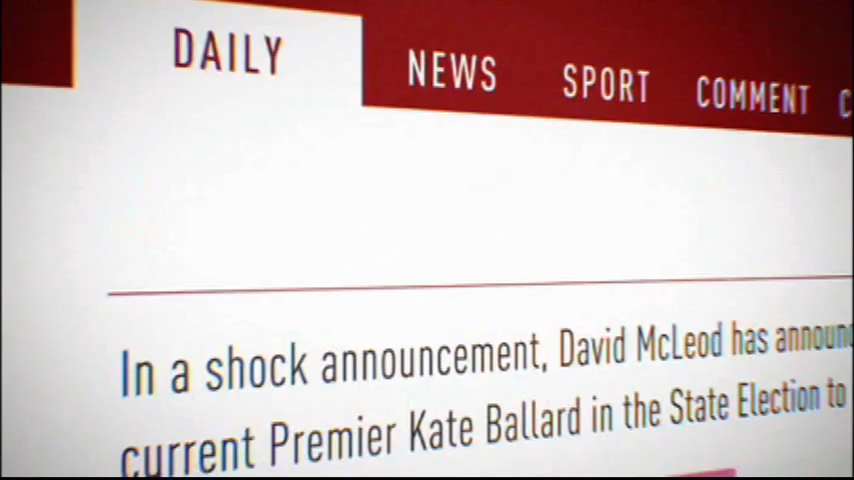 DAILY NEWS SPORT COMMENT C
In a shock announcement, David McLeod has announc
current Premier Kate Ballard in the State Election to